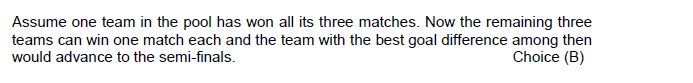 Assume one team in the pool has won all its three matches. Now the remaining three
teams can win one match each and the team with the best goal difference among then
would advance to the semi-finals. Choice (B)